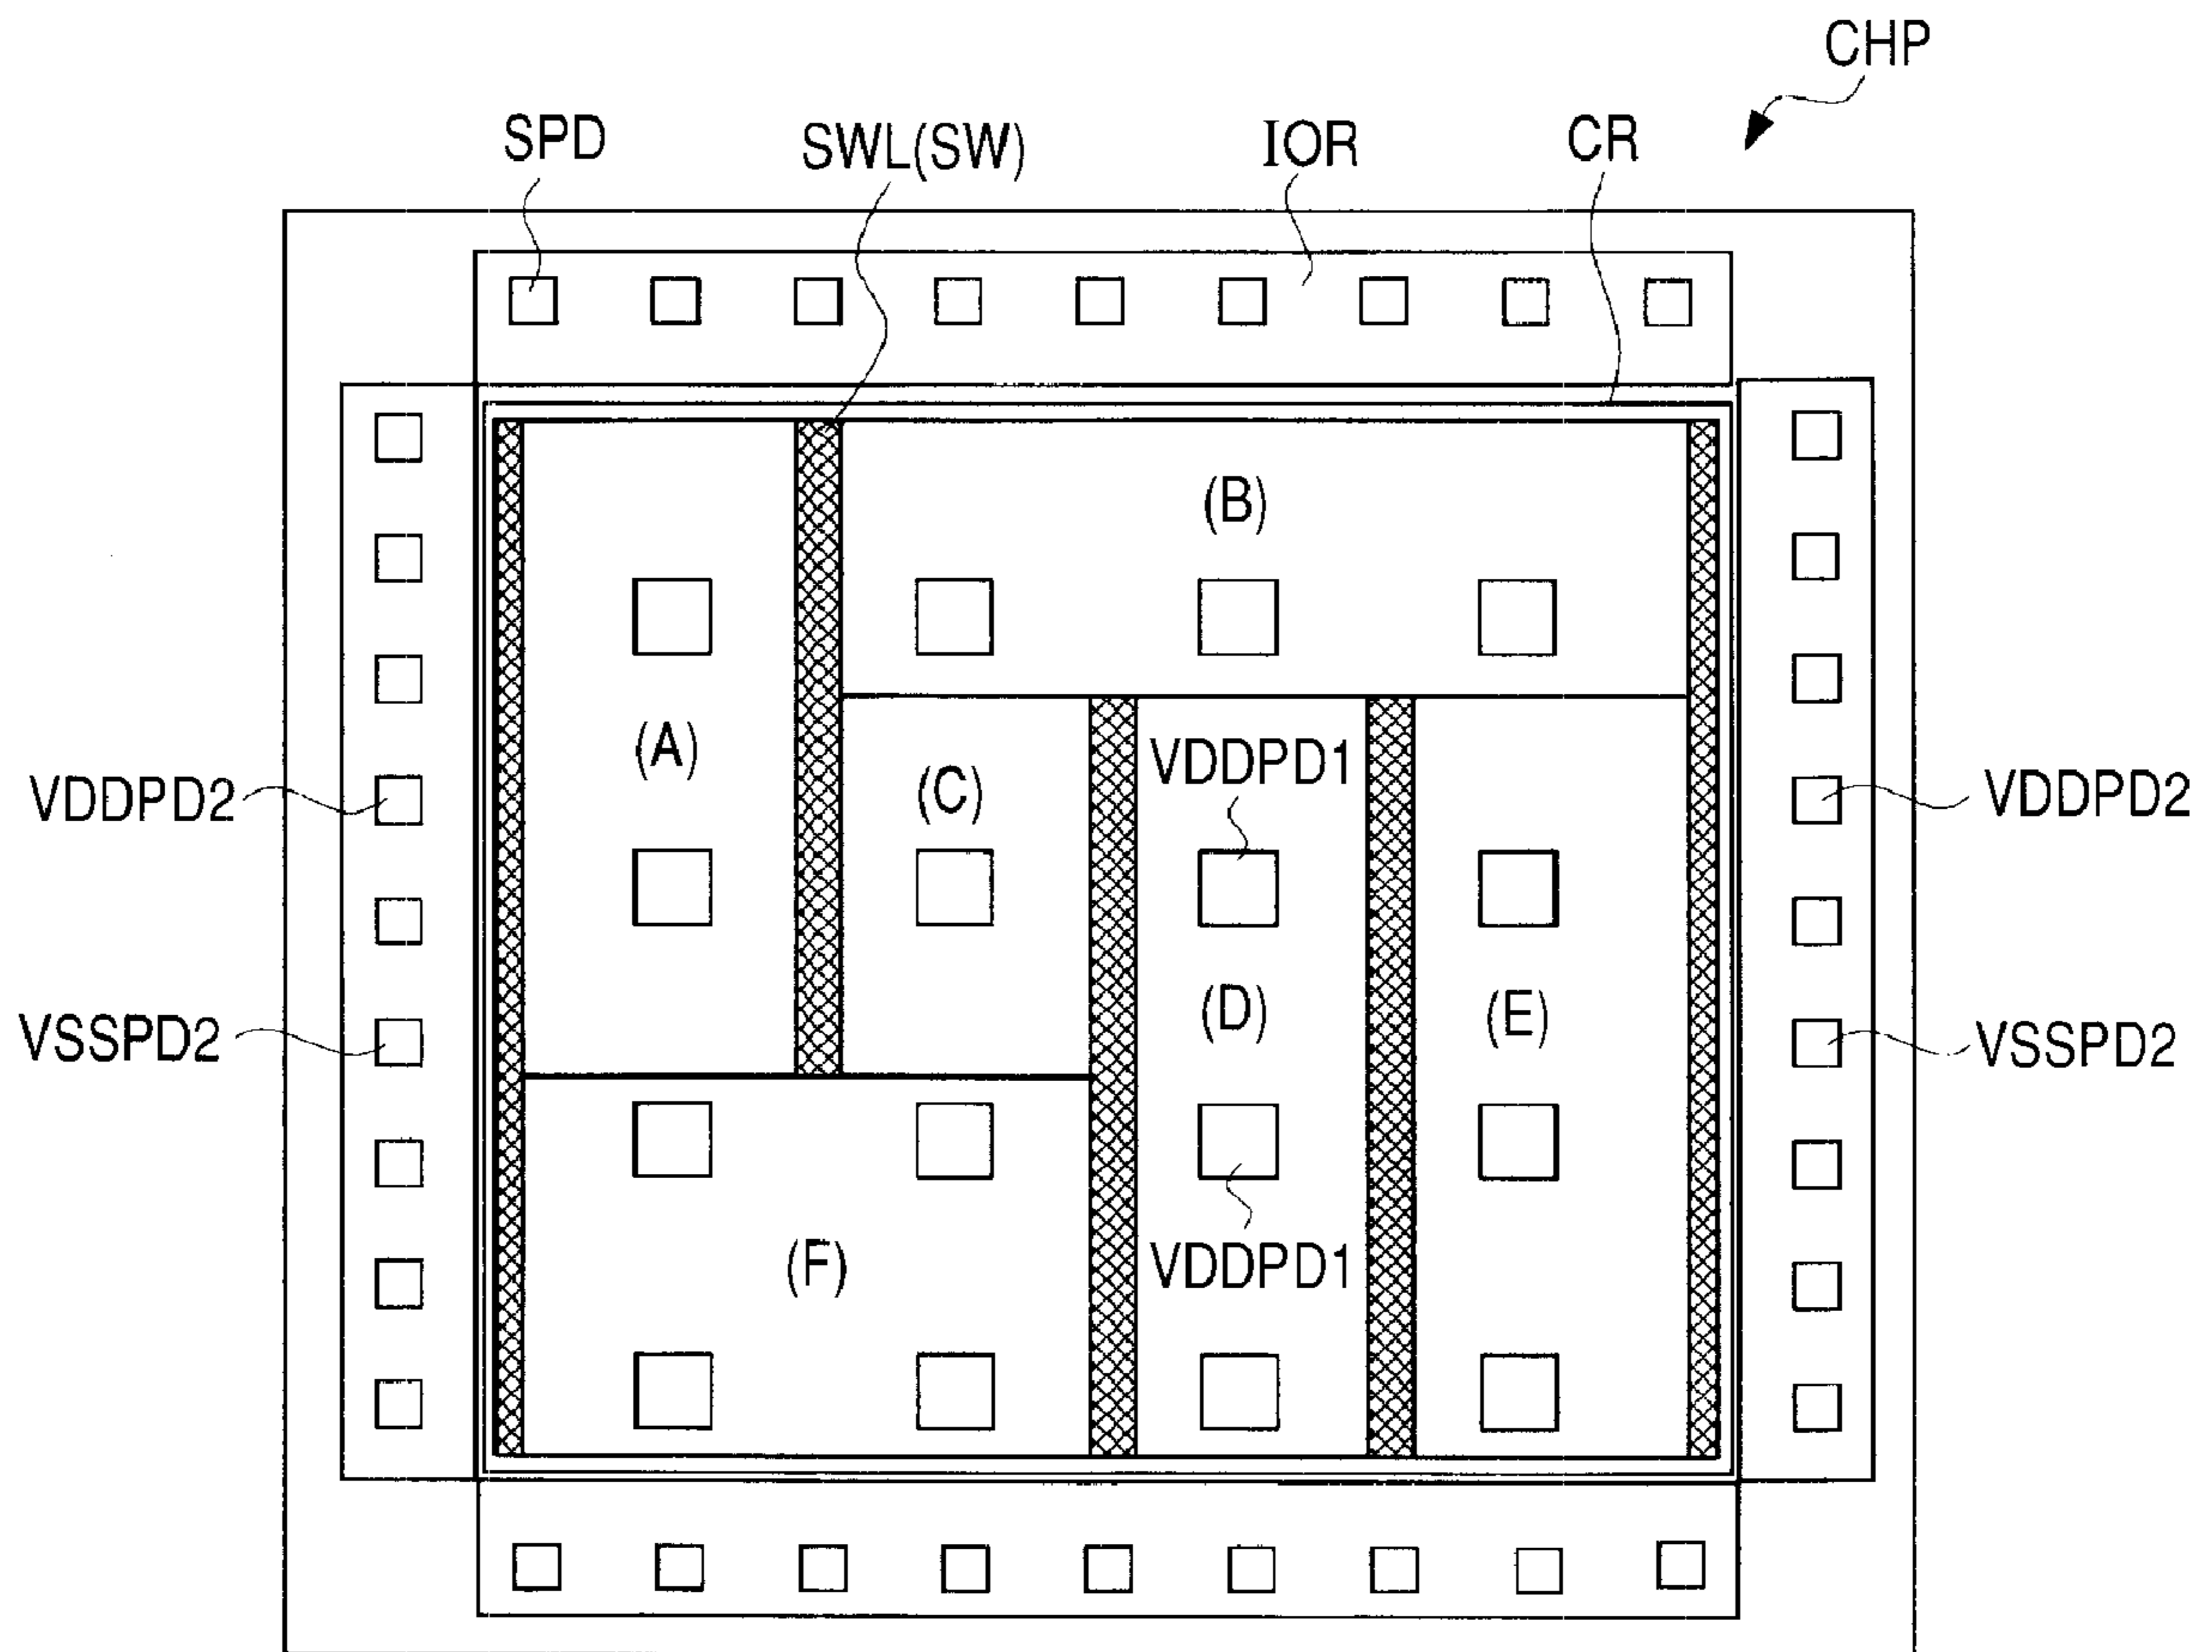 CHP
SPD
SWL(SW)
IOR
CR
(B)
(A)
(C)
VDDPD1
VDDPD2
VDDPD2
(D)
(E)
VSSPD2
VSSPD2
(F)
VDDPD1